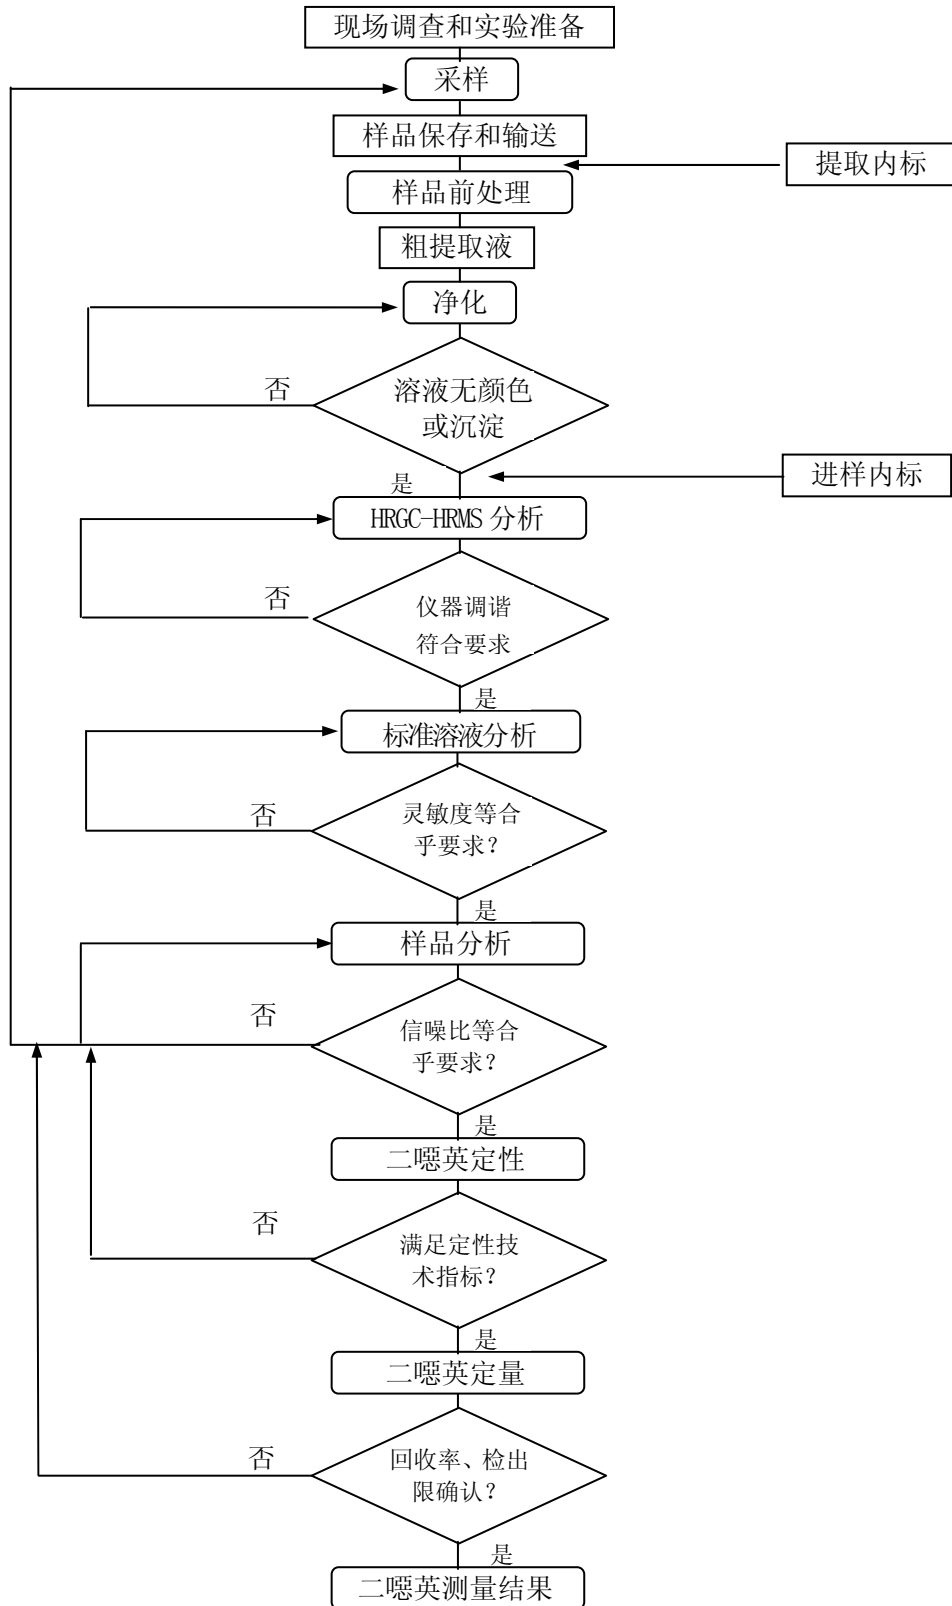 现场调查和实验准备
采样
样品保存和输送
提取内标
样品前处理
粗提取液
净化
否
溶液无颜色
或沉淀
进样内标
是
HRGC-HRMS 分析
否
仪器调谐
符合要求
是
标准溶液分析
否
灵敏度等合
乎要求?
是
样品分析
否
信噪比等合
乎要求?
是
二噁英定性
否
满足定性技
术指标?
是
二噁英定量
否
回收率、检出
限确认?
是
二噁英测量结果